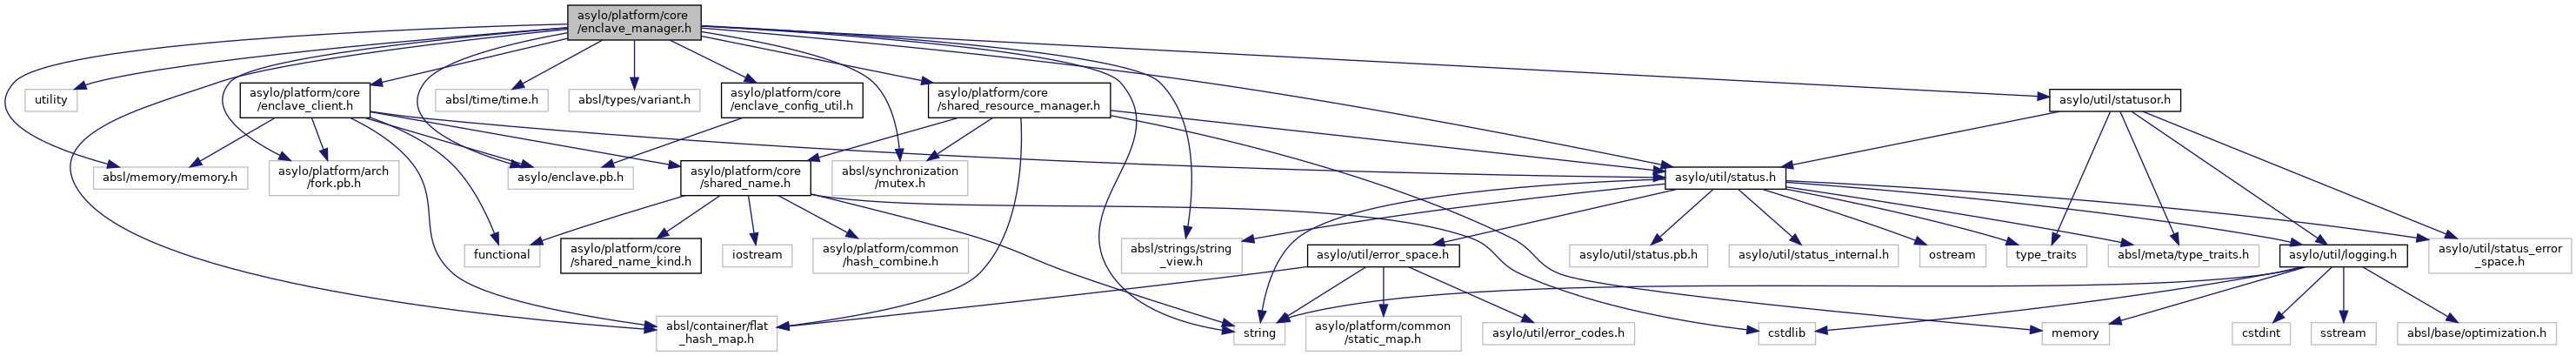 asylo/platform/core
/enclave_manager.h
utility
asylo/platform/core
/enclave_client.h
absl/time/time.h
absl/types/variant.h
asylo/platform/core
/enclave_config_util.h
asylo/platform/core
/shared_resource_manager.h
asylo/util/statusor.h
absl/memory/memory.h
asylo/platform/arch
/fork.pb.h
asylo/enclave.pb.h
asylo/platform/core
/shared_name.h
absl/synchronization
/mutex.h
asylo/util/status.h
functional
asylo/platform/core
/shared_name_kind.h
iostream
asylo/platform/common
/hash_combine.h
absl/strings/string
_view.h
asylo/util/error_space.h
asylo/util/status.pb.h
asylo/util/status_internal.h
ostream
type_traits
absl/meta/type_traits.h
asylo/util/logging.h
asylo/util/status_error
_space.h
absl/container/flat
_hash_map.h
string
asylo/platform/common
/static_map.h
asylo/util/error_codes.h
cstdlib
memory
cstdint
sstream
absl/base/optimization.h